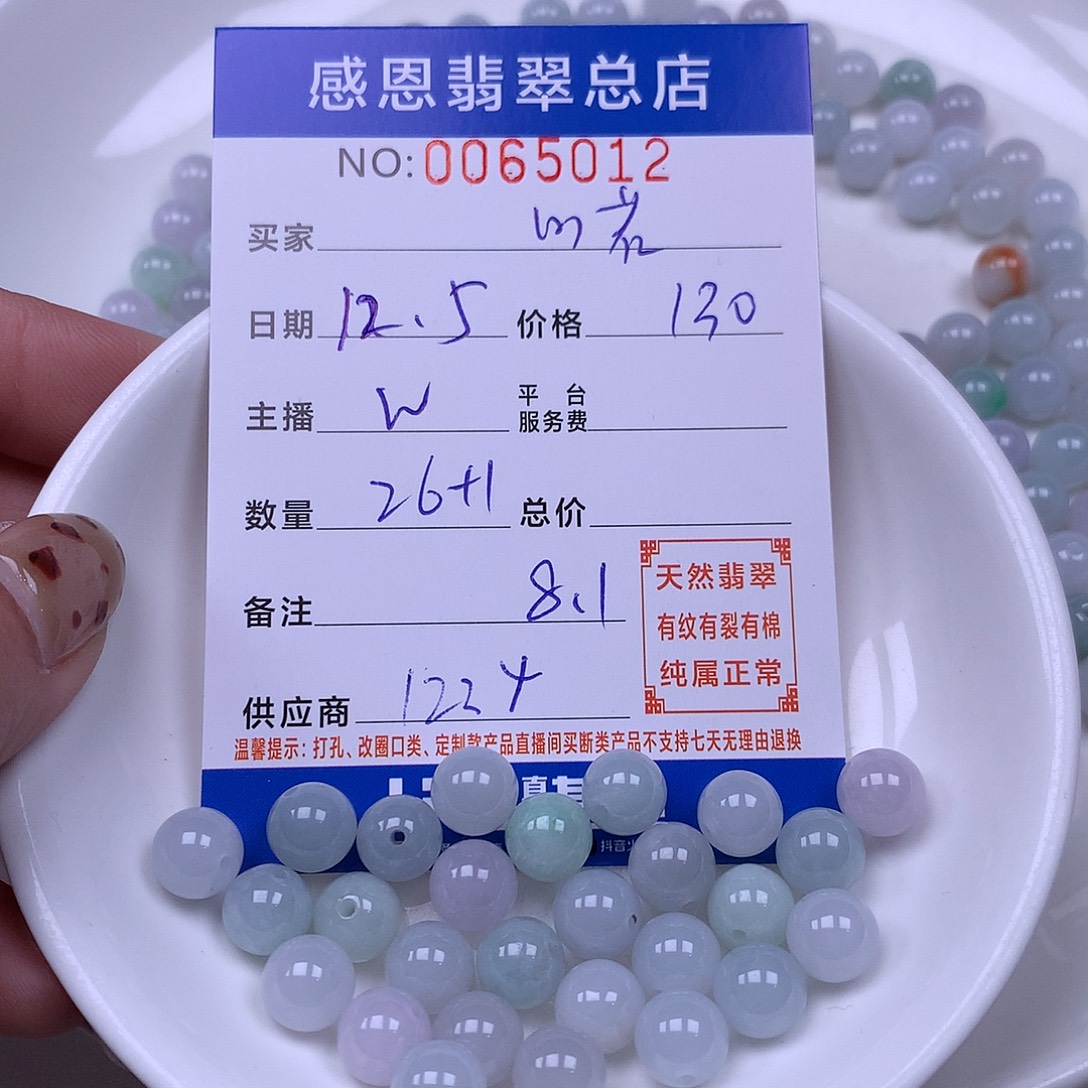 感恩翡翠总店
NO:0065012
买家
日期 12.5 价格 130
主播 W 平台服务费
数量 26+1 总价
备注 8.1
天然翡翠
有纹有裂有棉
纯属正常
供应商 1224
温馨提示：打孔、改圈口类、定制款产品直播间买断类产品不支持七天无理由退换